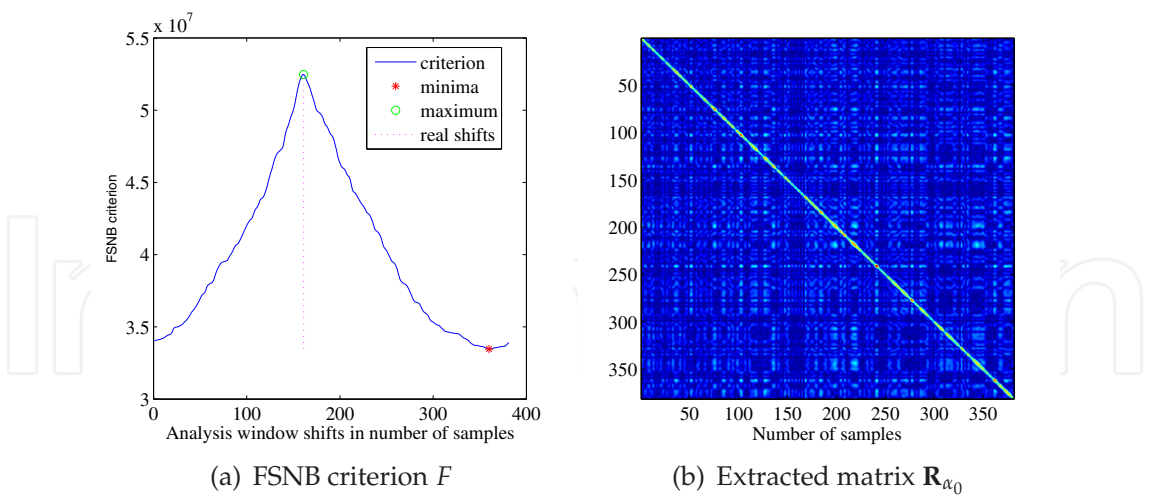 x 10^7
5.5
5
4.5
4
3.5
3
FSNB criterion
criterion
minima
maximum
real shifts
0 100 200 300 400
Analysis window shifts in number of samples
(a) FSNB criterion F
50
100
150
200
250
300
350
50 100 150 200 250 300 350
Number of samples
(b) Extracted matrix R_α₀